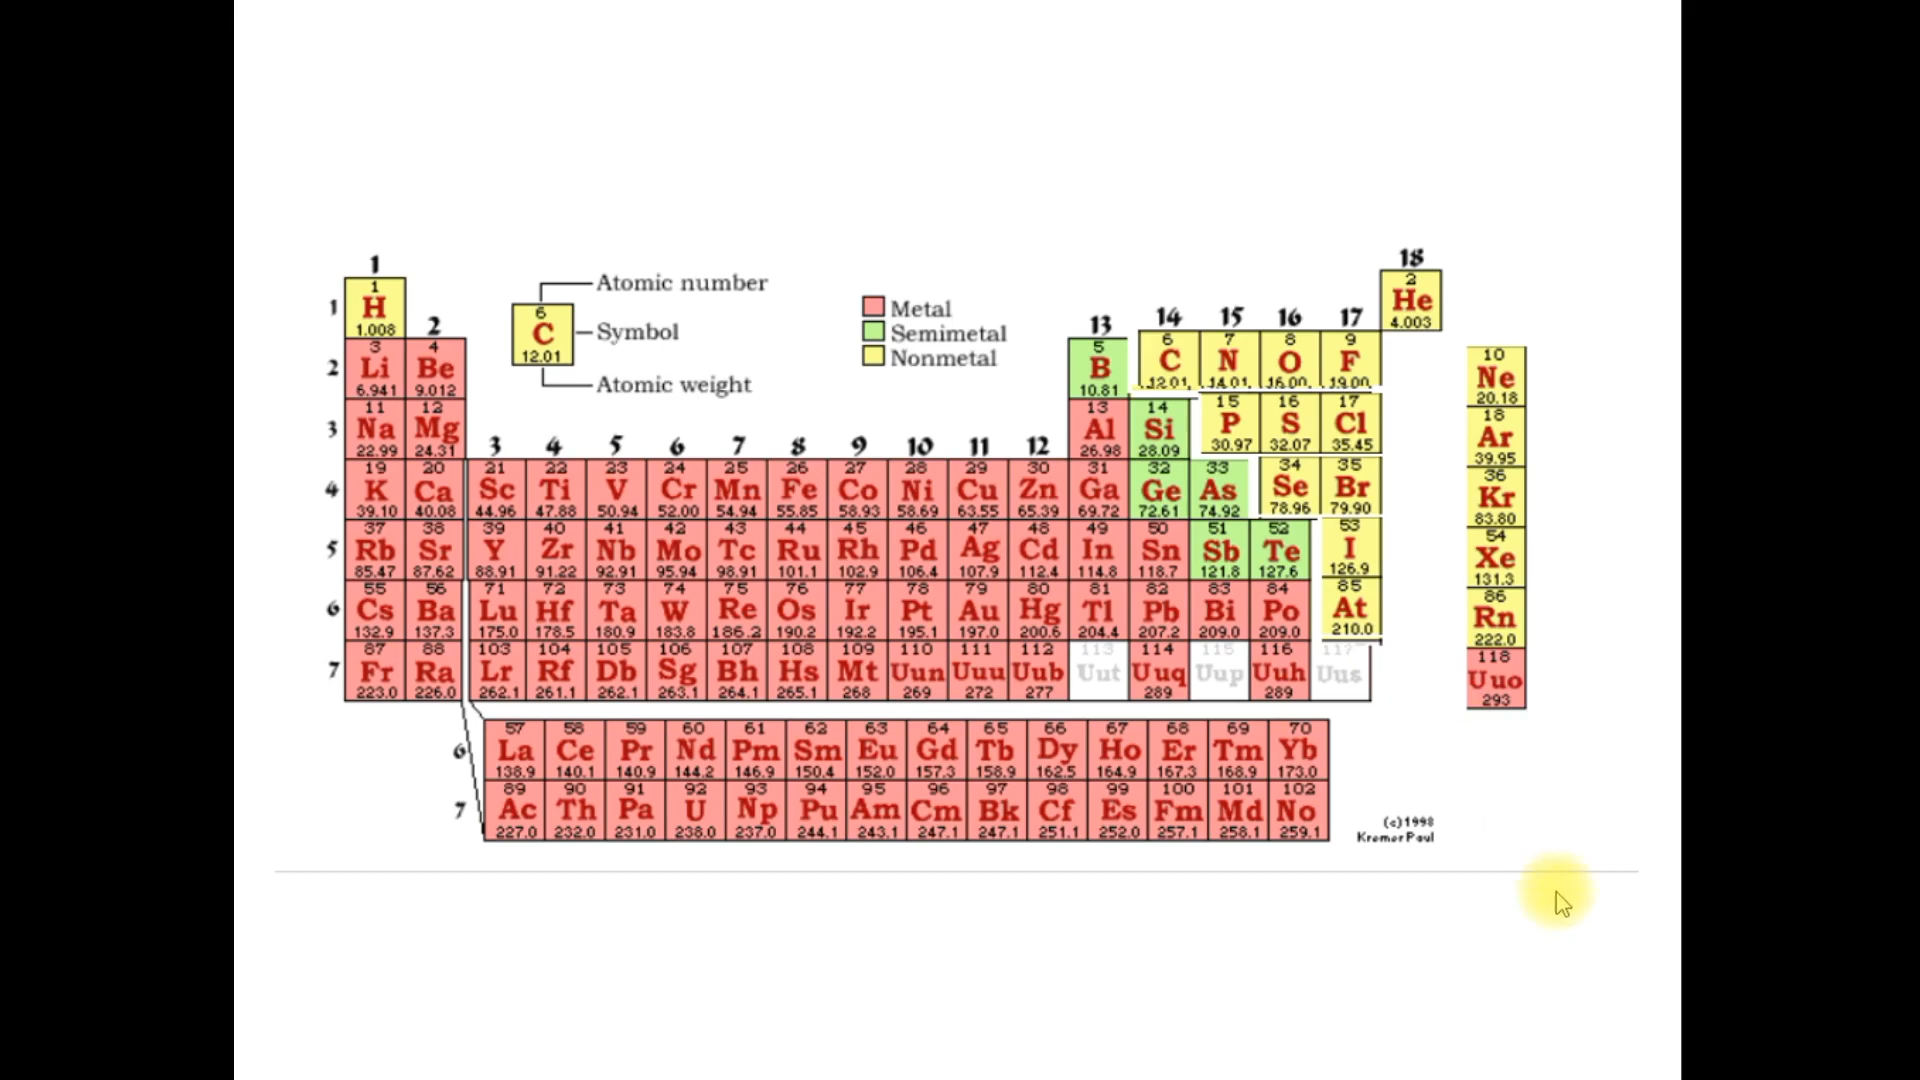 1 18
1 H 1.008
2 He 4.003
Atomic number
6 C 12.01
Symbol
Atomic weight
Metal
Semimetal
Nonmetal
2 13 14 15 16 17
1
2
3 Li 6.941
4 Be 9.012
5 B 10.81
6 C 12.01
7 N 14.01
8 O 16.00
9 F 19.00
10 Ne 20.18
3
11 Na 22.99
12 Mg 24.31
13 Al 26.98
14 Si 28.09
15 P 30.97
16 S 32.07
17 Cl 35.45
18 Ar 39.95
3 4 5 6 7 8 9 10 11 12
4
19 K 39.10
20 Ca 40.08
21 Sc 44.96
22 Ti 47.88
23 V 50.94
24 Cr 52.00
25 Mn 54.94
26 Fe 55.85
27 Co 58.93
28 Ni 58.69
29 Cu 63.55
30 Zn 65.39
31 Ga 69.72
32 Ge 72.61
33 As 74.92
34 Se 78.96
35 Br 79.90
36 Kr 83.80
5
37 Rb 85.47
38 Sr 87.62
39 Y 88.91
40 Zr 91.22
41 Nb 92.91
42 Mo 95.94
43 Tc 98.91
44 Ru 101.1
45 Rh 102.9
46 Pd 106.4
47 Ag 107.9
48 Cd 112.4
49 In 114.8
50 Sn 118.7
51 Sb 121.8
52 Te 127.6
53 I 126.9
54 Xe 131.3
6
55 Cs 132.9
56 Ba 137.3
71 Lu 175.0
72 Hf 178.5
73 Ta 180.9
74 W 183.8
75 Re 186.2
76 Os 190.2
77 Ir 192.2
78 Pt 195.1
79 Au 197.0
80 Hg 200.6
81 Tl 204.4
82 Pb 207.2
83 Bi 209.0
84 Po 209.0
85 At 210.0
86 Rn 222.0
7
87 Fr 223.0
88 Ra 226.0
103 Lr 262.1
104 Rf 261.1
105 Db 262.1
106 Sg 263.1
107 Bh 264.1
108 Hs 265.1
109 Mt 268
110 Uun 269
111 Uuu 272
112 Uub 277
113 Uut
114 Uuq 289
115 Uup
116 Uuh 289
117 Uus
118 Uuo 293
6
57 La 138.9
58 Ce 140.1
59 Pr 140.9
60 Nd 144.2
61 Pm 146.9
62 Sm 150.4
63 Eu 152.0
64 Gd 157.3
65 Tb 158.9
66 Dy 162.5
67 Ho 164.9
68 Er 167.3
69 Tm 168.9
70 Yb 173.0
7
89 Ac 227.0
90 Th 232.0
91 Pa 231.0
92 U 238.0
93 Np 237.0
94 Pu 244.1
95 Am 243.1
96 Cm 247.1
97 Bk 247.1
98 Cf 251.1
99 Es 252.0
100 Fm 257.1
101 Md 258.1
102 No 259.1
(c)1998
Kremer Paul